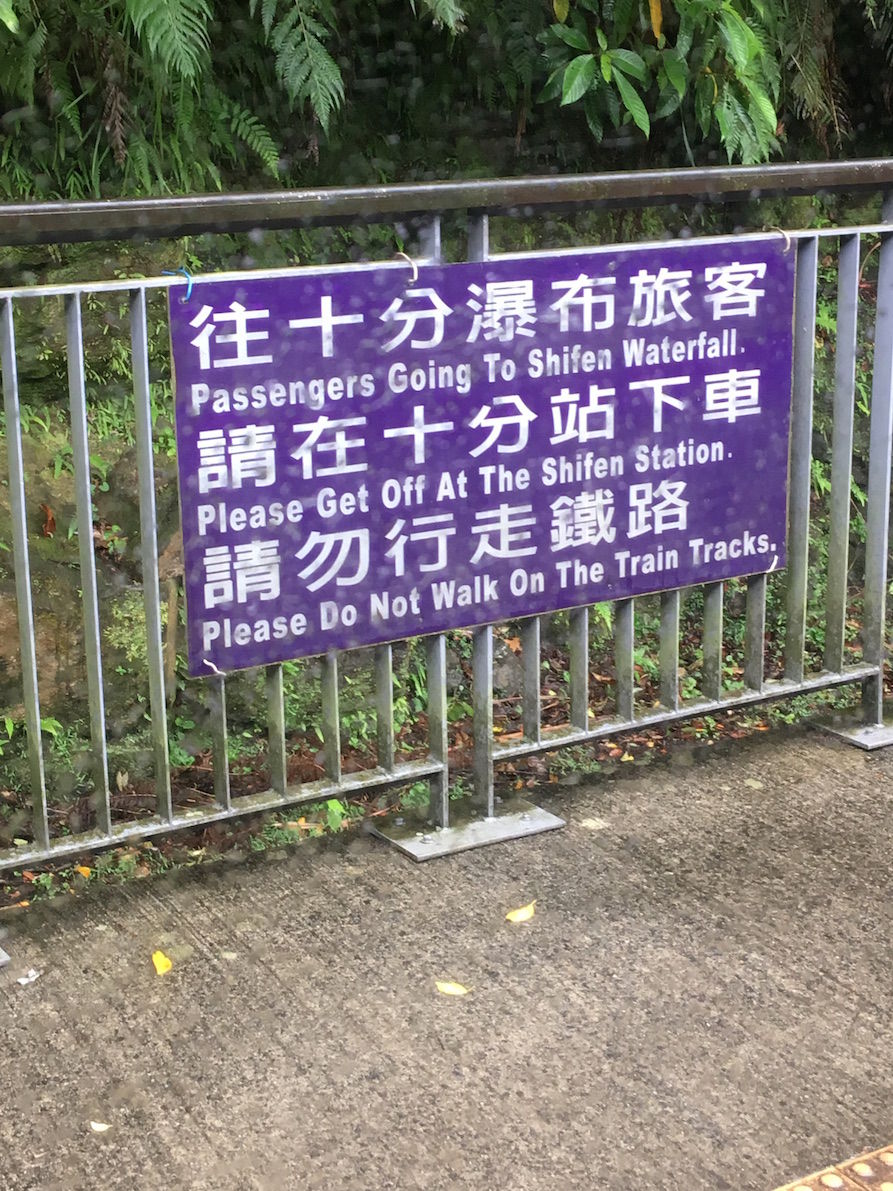 往十分瀑布旅客
Passengers Going To Shifen Waterfall.
請在十分站下車
Please Get Off At The Shifen Station.
請勿行走鐵路
Please Do Not Walk On The Train Tracks.